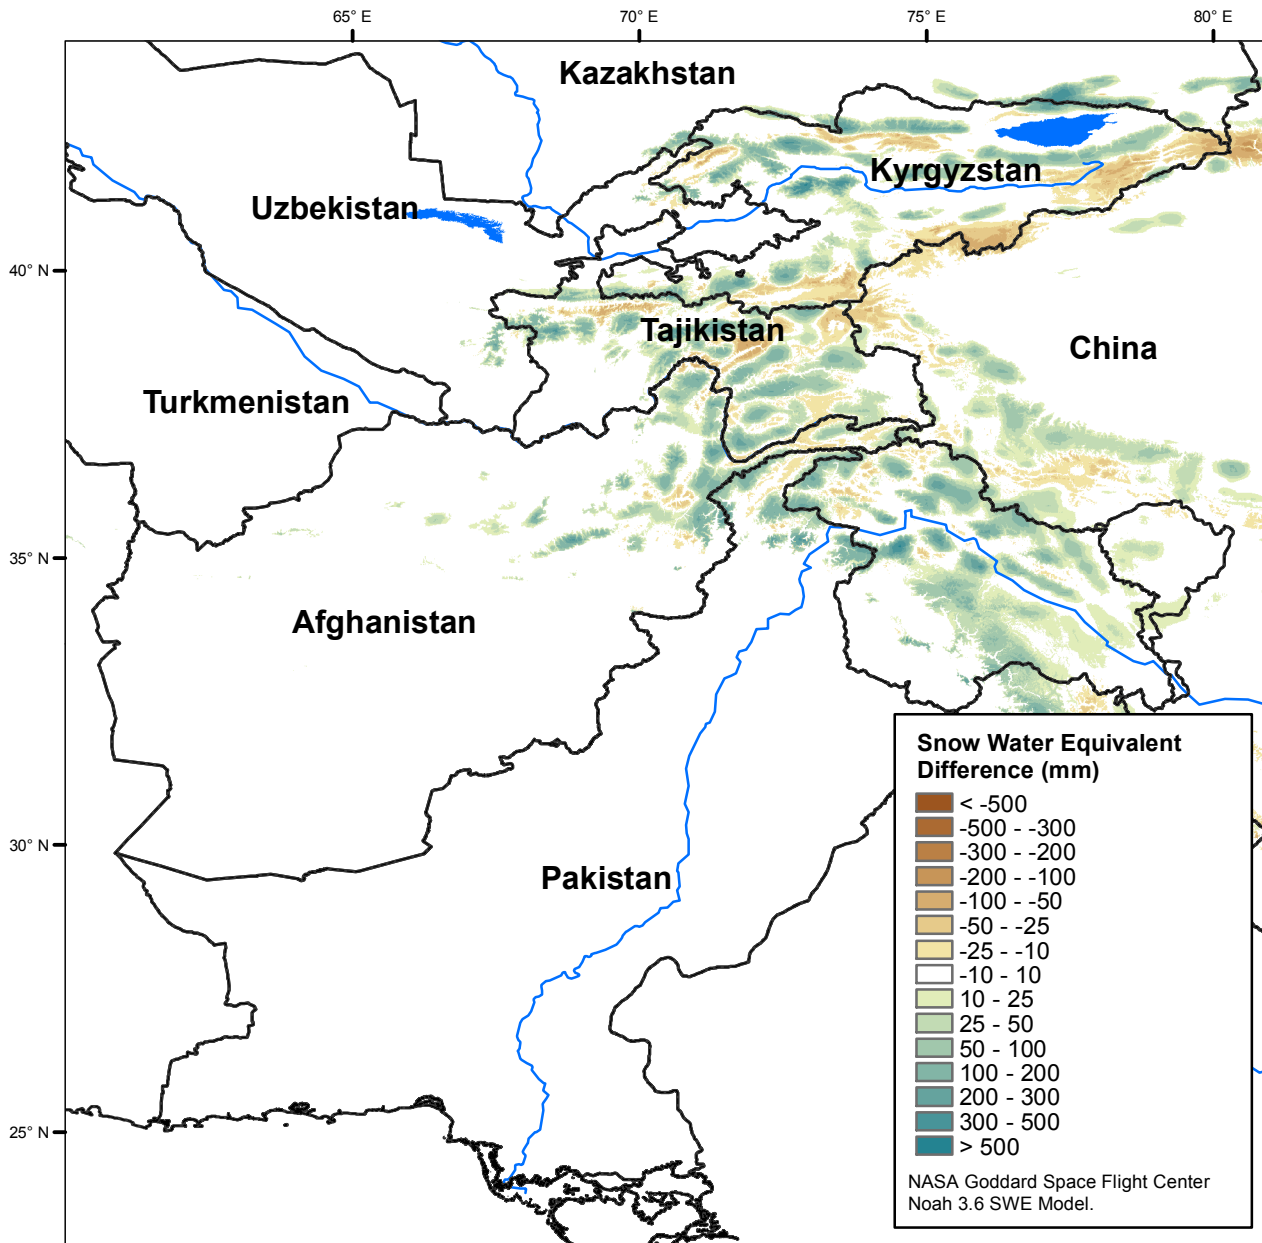 65° E
70° E
75° E
80° E
Kazakhstan
Kyrgyzstan
Uzbekistan
40° N
Tajikistan
China
Turkmenistan
35° N
Afghanistan
30° N
Pakistan
25° N
Snow Water Equivalent
Difference (mm)
< -500
-500 - -300
-300 - -200
-200 - -100
-100 - -50
-50 - -25
-25 - -10
-10 - 10
10 - 25
25 - 50
50 - 100
100 - 200
200 - 300
300 - 500
> 500
NASA Goddard Space Flight Center
Noah 3.6 SWE Model.